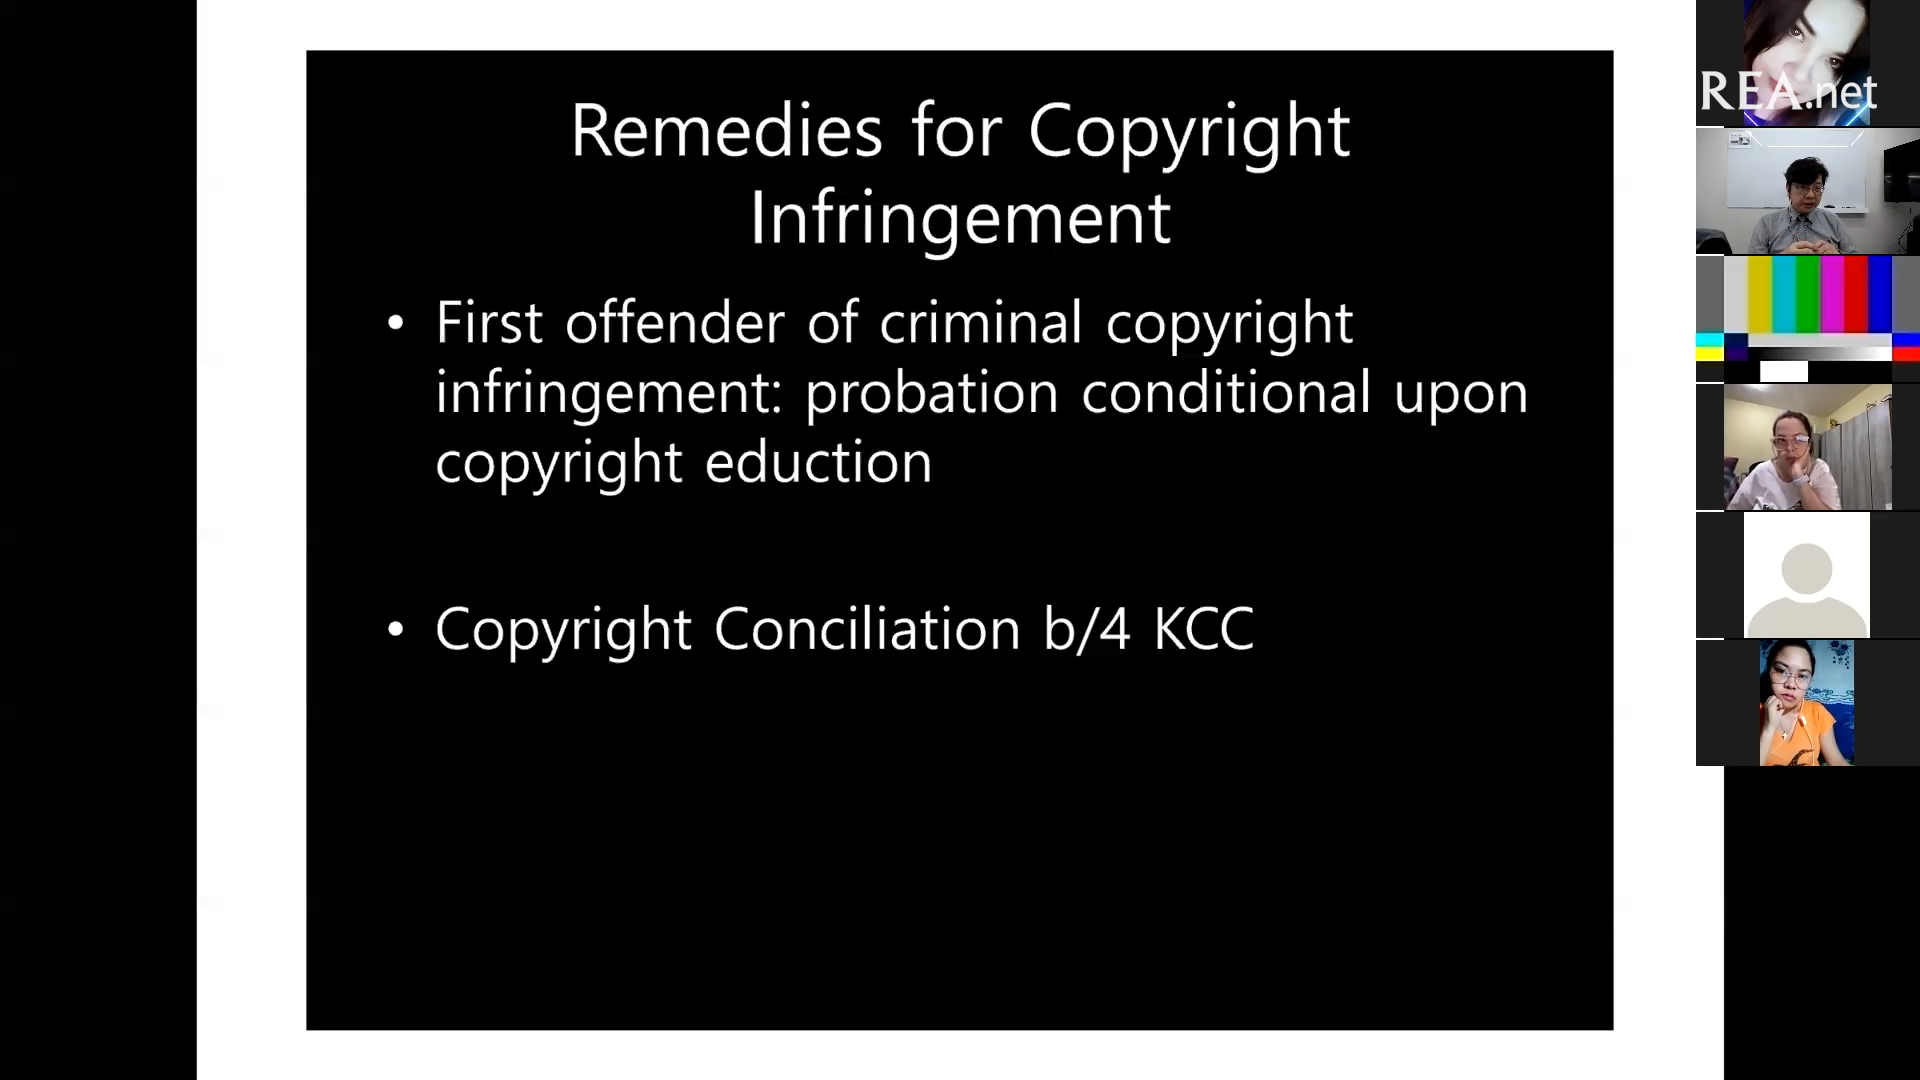 Remedies for Copyright
Infringement
• First offender of criminal copyright
infringement: probation conditional upon
copyright eduction
• Copyright Conciliation b/4 KCC
REA.net